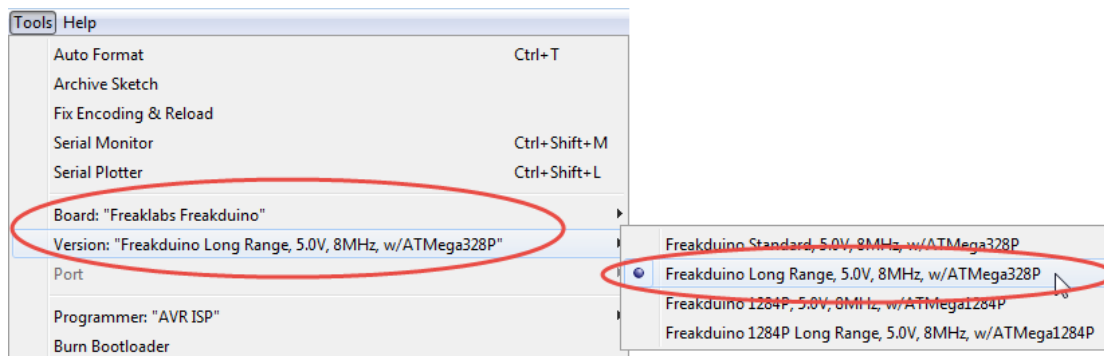 Tools Help
Auto Format Ctrl+T
Archive Sketch
Fix Encoding & Reload
Serial Monitor Ctrl+Shift+M
Serial Plotter Ctrl+Shift+L
Board: "Freaklabs Freakduino"
Version: "Freakduino Long Range, 5.0V, 8MHz, w/ATMega328P"
Port
Programmer: "AVR ISP"
Burn Bootloader
Freakduino Standard, 5.0V, 8MHz, w/ATMega328P
Freakduino Long Range, 5.0V, 8MHz, w/ATMega328P
Freakduino 1284P, 5.0V, 8MHz, w/ATMega1284P
Freakduino 1284P Long Range, 5.0V, 8MHz, w/ATMega1284P